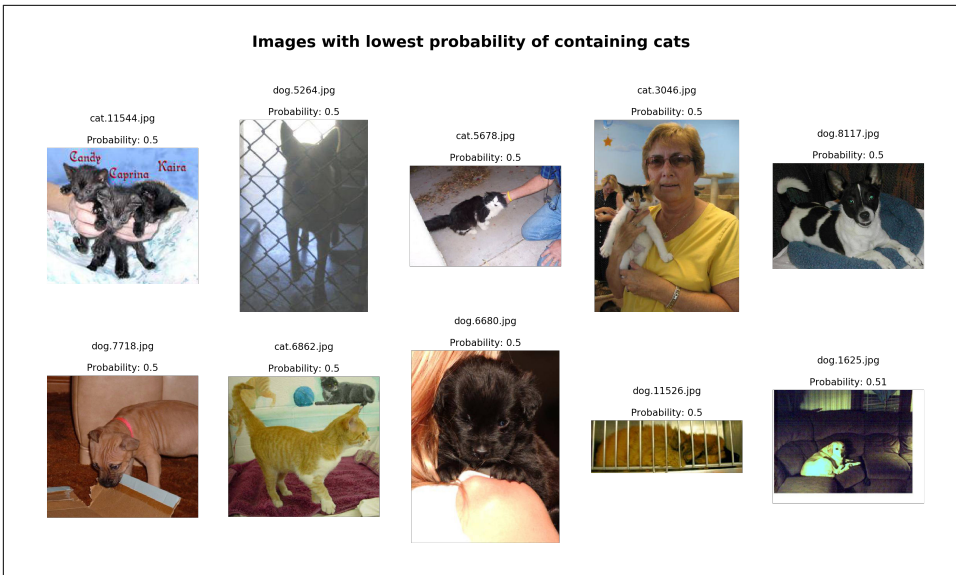 Images with lowest probability of containing cats
cat.11544.jpg
Probability: 0.5
Candy
Caprina
Kaira
dog.5264.jpg
Probability: 0.5
cat.5678.jpg
Probability: 0.5
cat.3046.jpg
Probability: 0.5
dog.8117.jpg
Probability: 0.5
dog.7718.jpg
Probability: 0.5
cat.6862.jpg
Probability: 0.5
dog.6680.jpg
Probability: 0.5
dog.11526.jpg
Probability: 0.5
dog.1625.jpg
Probability: 0.51